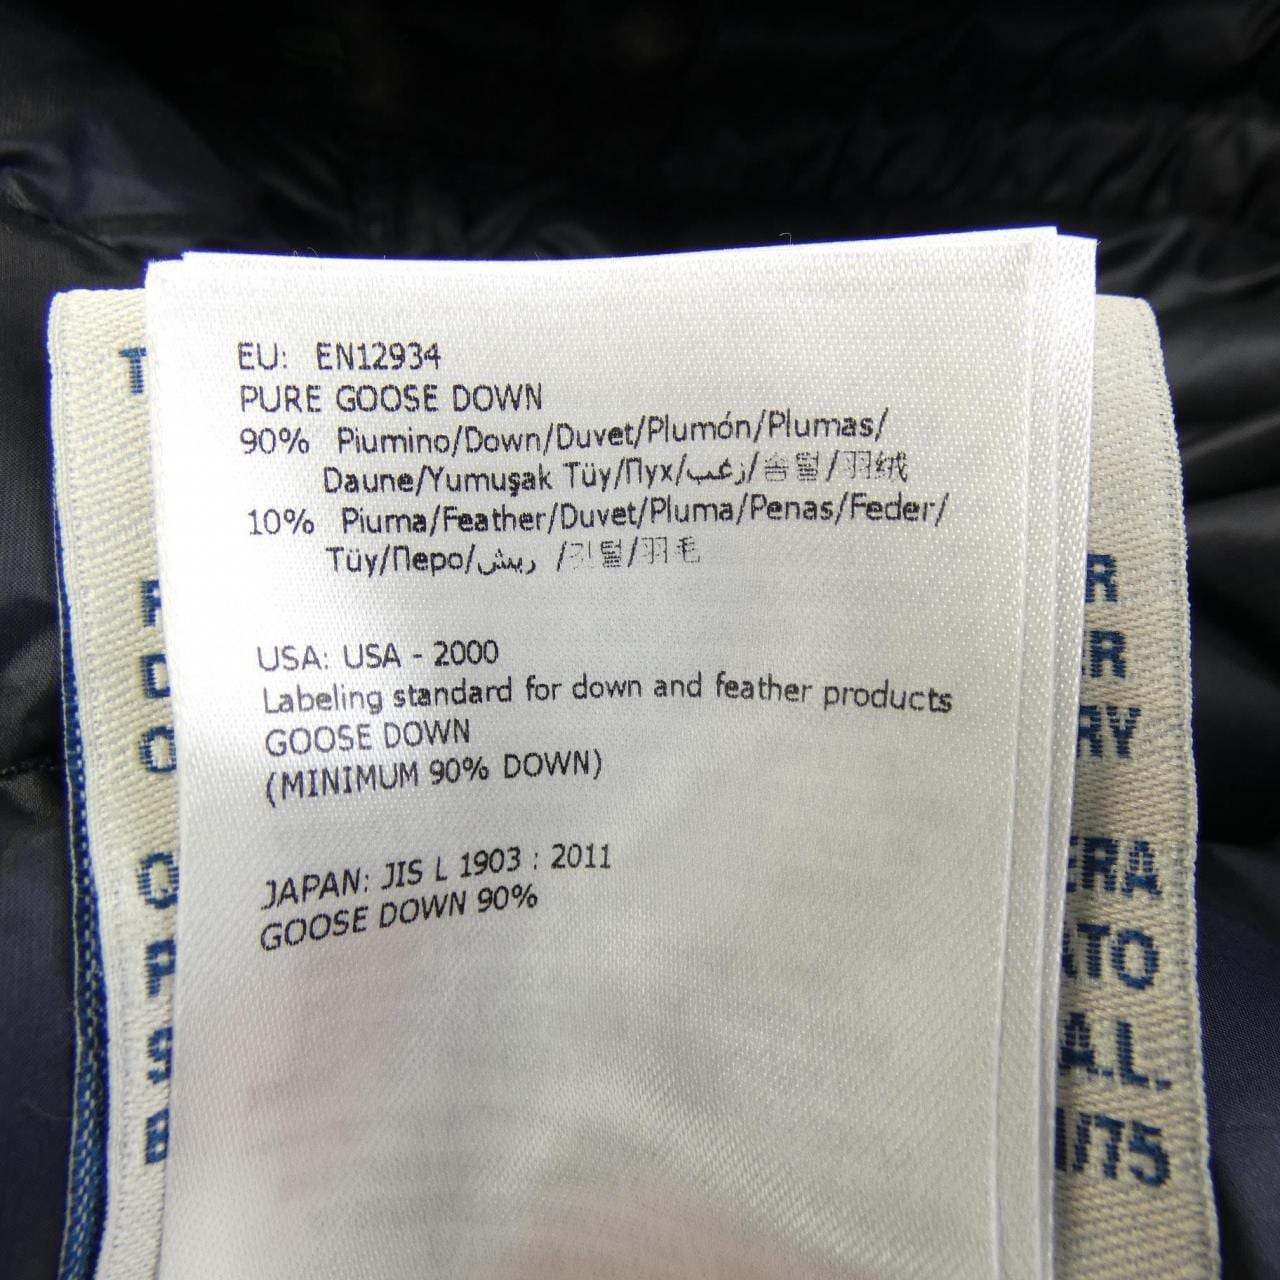 EU: EN12934
PURE GOOSE DOWN
90% Piumino/Down/Duvet/Plumón/Plumas/
Daune/Yumuşak Tüy/Пух/زغب/솜털/羽绒
10% Piuma/Feather/Duvet/Pluma/Penas/Feder/
Tüy/Перо/ريش /깃털/羽毛
USA: USA - 2000
Labeling standard for down and feather products
GOOSE DOWN
(MINIMUM 90% DOWN)
JAPAN: JIS L 1903 : 2011
GOOSE DOWN 90%